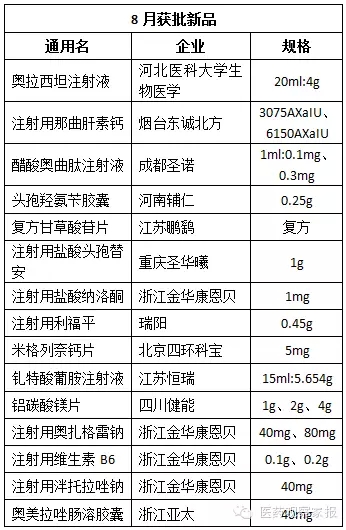 8 月获批新品
通用名 企业 规格
奥拉西坦注射液 河北医科大学生物医学 20ml:4g
注射用那曲肝素钙 烟台东诚北方 3075AXaIU、6150AXaIU
醋酸奥曲肽注射液 成都圣诺 1ml:0.1mg、0.3mg
头孢羟氨苄胶囊 河南辅仁 0.25g
复方甘草酸苷片 江苏鹏鹞 复方
注射用盐酸头孢替安 重庆圣华曦 1g
注射用盐酸纳洛酮 浙江金华康恩贝 1mg
注射用利福平 瑞阳 0.45g
米格列奈钙片 北京四环科宝 5mg
钆特酸葡胺注射液 江苏恒瑞 15ml:5.654g
铝碳酸镁片 四川健能 1g、2g、4g
注射用奥扎格雷钠 浙江金华康恩贝 40mg、80mg
注射用维生素 B6 浙江金华康恩贝 0.1g、0.2g
注射用泮托拉唑钠 浙江金华康恩贝 40mg
奥美拉唑肠溶胶囊 浙江亚太 40mg
医药观察家报